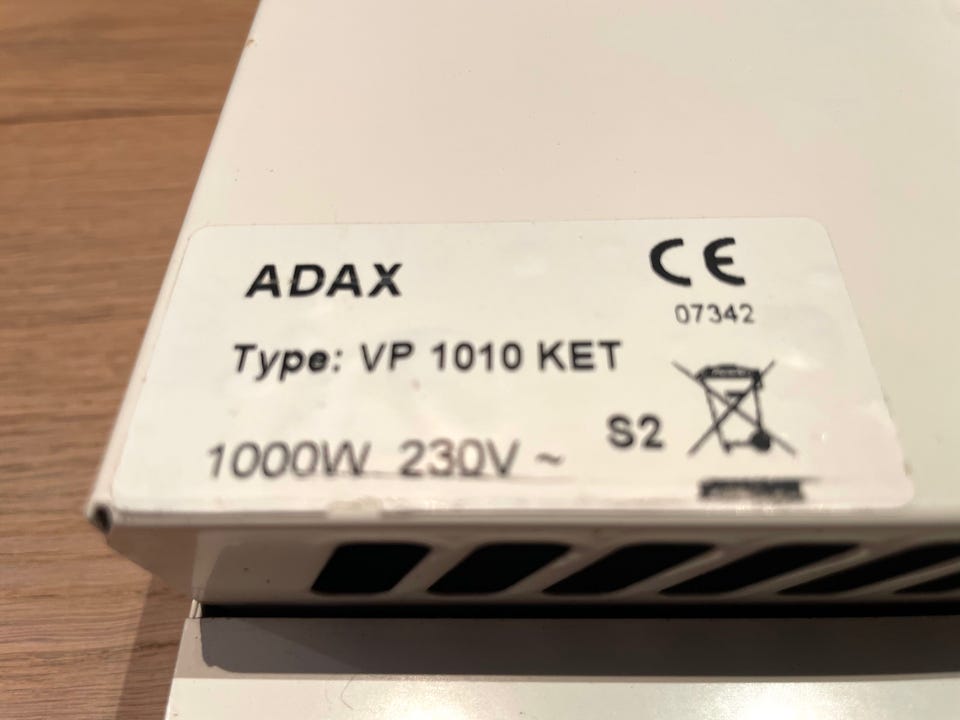 ADAX
CE
07342
Type: VP 1010 KET
S2
1000W 230V ~